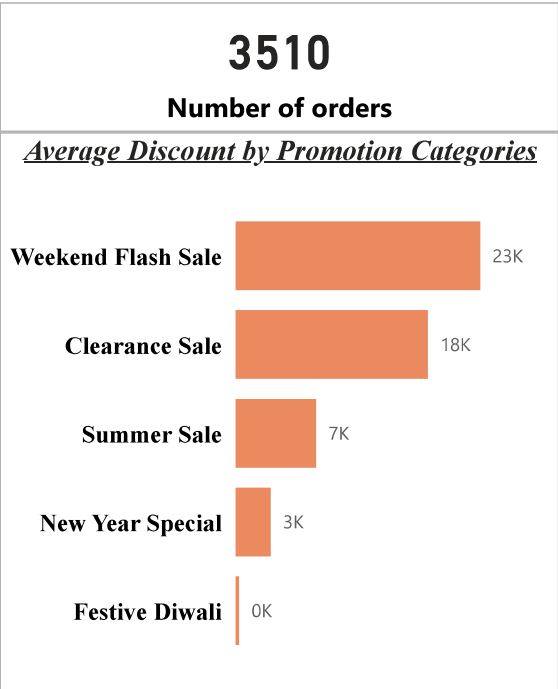 3510
Number of orders
Average Discount by Promotion Categories
Weekend Flash Sale 23K
Clearance Sale 18K
Summer Sale 7K
New Year Special 3K
Festive Diwali 0K